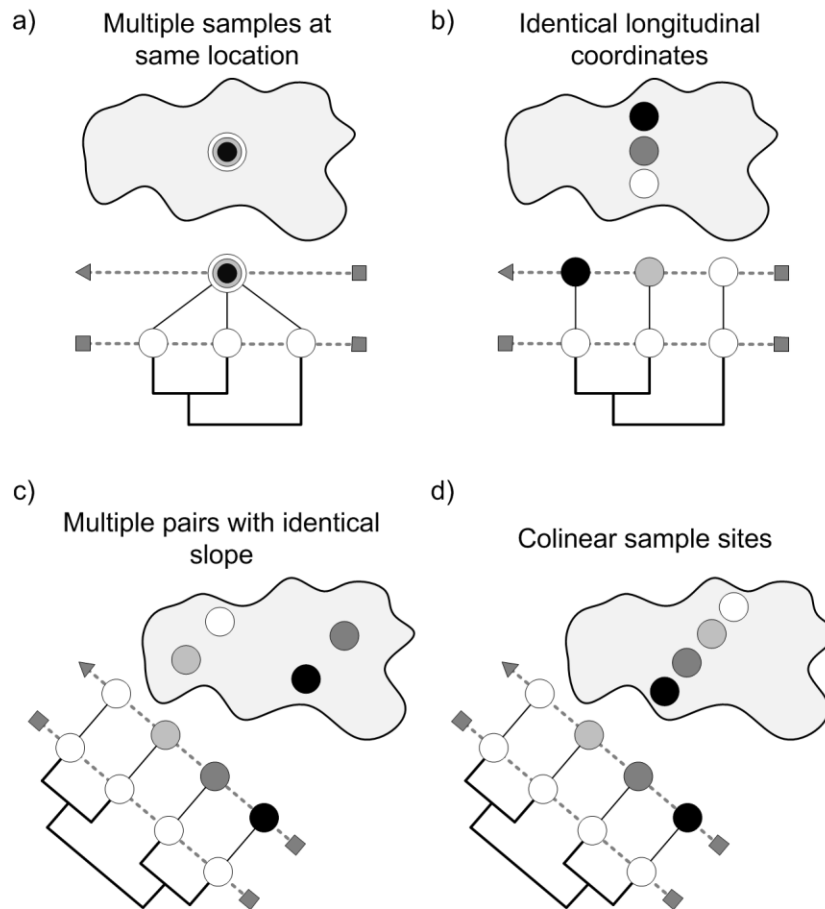 a)
Multiple samples at
same location
b)
Identical longitudinal
coordinates
c)
Multiple pairs with identical
slope
d)
Colinear sample sites